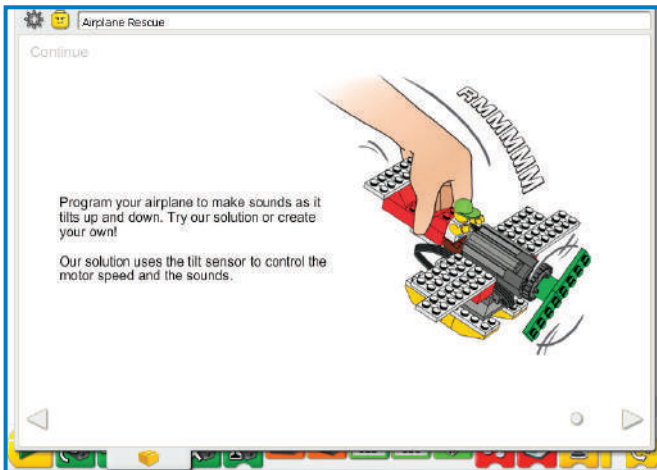 Airplane Rescue
Continue
RMMMMMM
Program your airplane to make sounds as it
tilts up and down. Try our solution or create
your own!
Our solution uses the tilt sensor to control the
motor speed and the sounds.